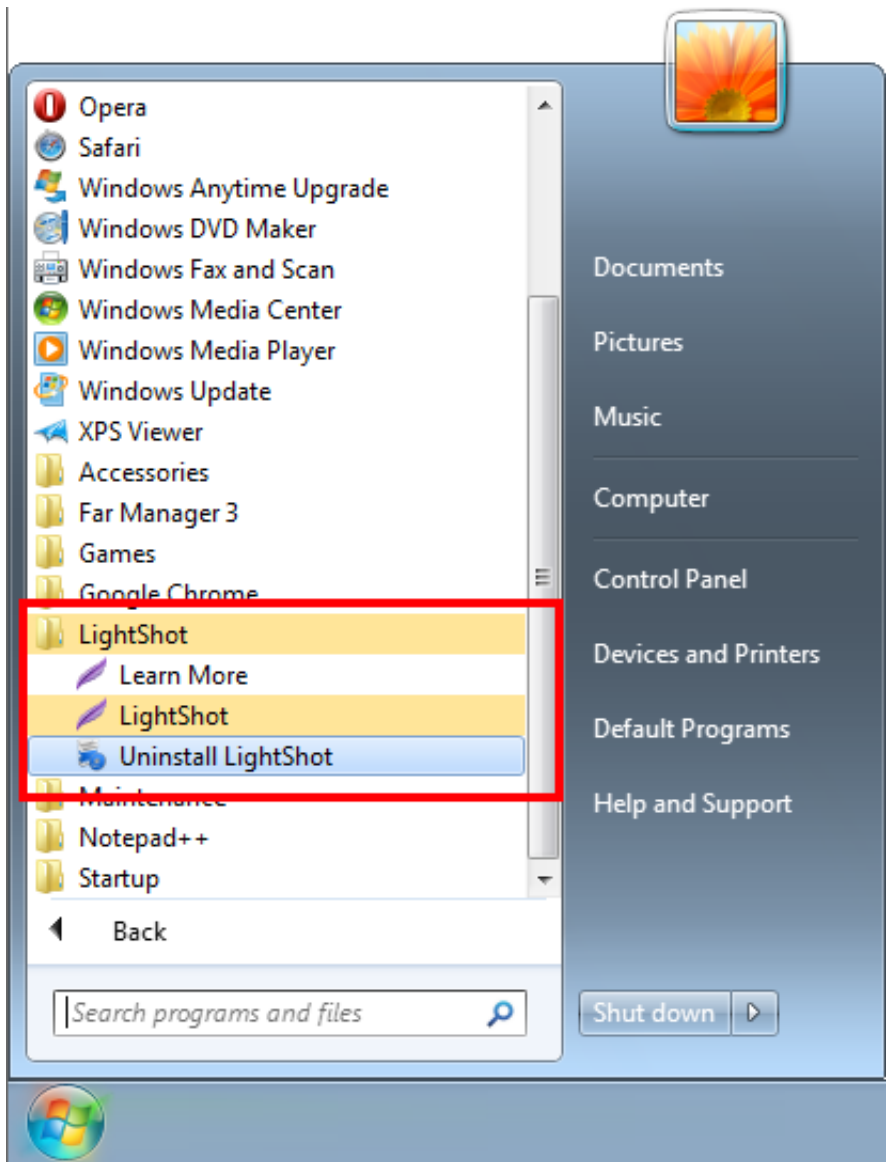 Opera
Safari
Windows Anytime Upgrade
Windows DVD Maker
Windows Fax and Scan
Windows Media Center
Windows Media Player
Windows Update
XPS Viewer
Accessories
Far Manager 3
Games
Google Chrome
LightShot
Learn More
LightShot
Uninstall LightShot
Maintenance
Notepad++
Startup
Back
Search programs and files
Documents
Pictures
Music
Computer
Control Panel
Devices and Printers
Default Programs
Help and Support
Shut down